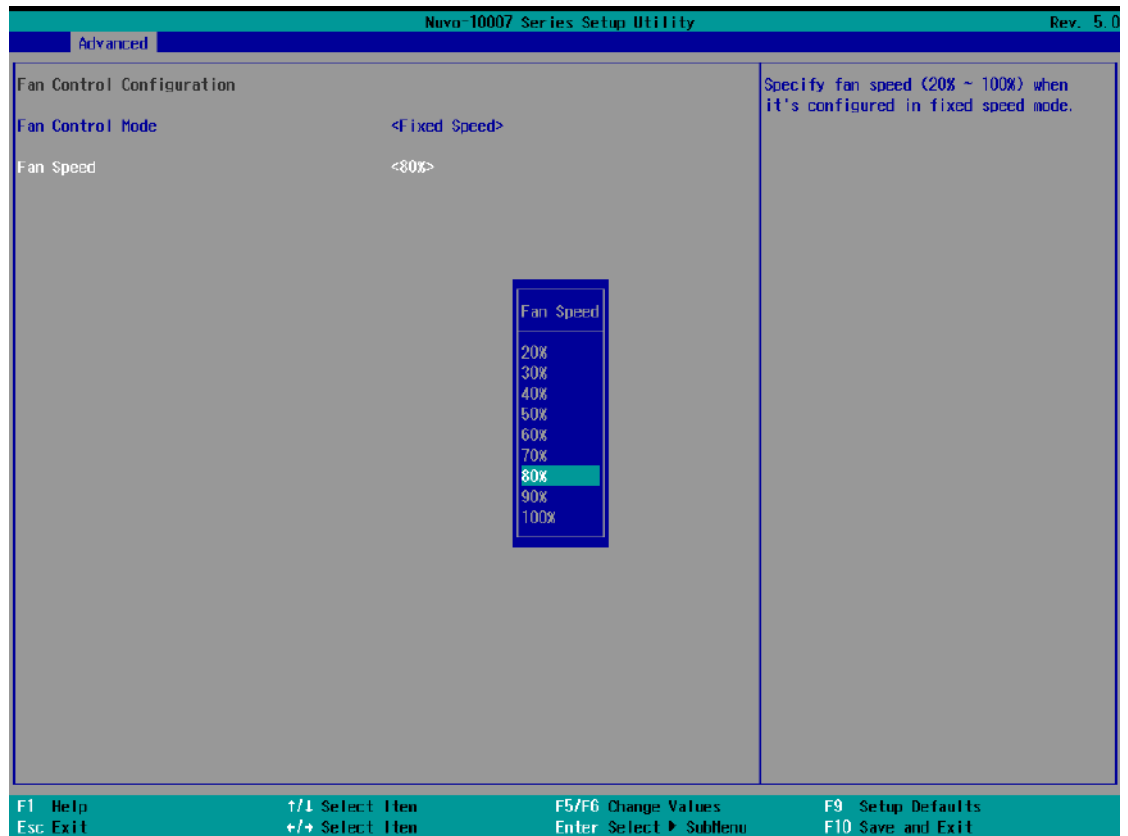 Nuvo-10007 Series Setup Utility Rev. 5.0
Advanced
Fan Control Configuration
Fan Control Mode <Fixed Speed>
Fan Speed <80%>
Specify fan speed (20% ~ 100%) when
it's configured in fixed speed mode.
Fan Speed
20%
30%
40%
50%
60%
70%
80%
90%
100%
F1 Help ↑/↓ Select Item F5/F6 Change Values F9 Setup Defaults
Esc Exit ←/→ Select Item Enter Select ▶ SubMenu F10 Save and Exit